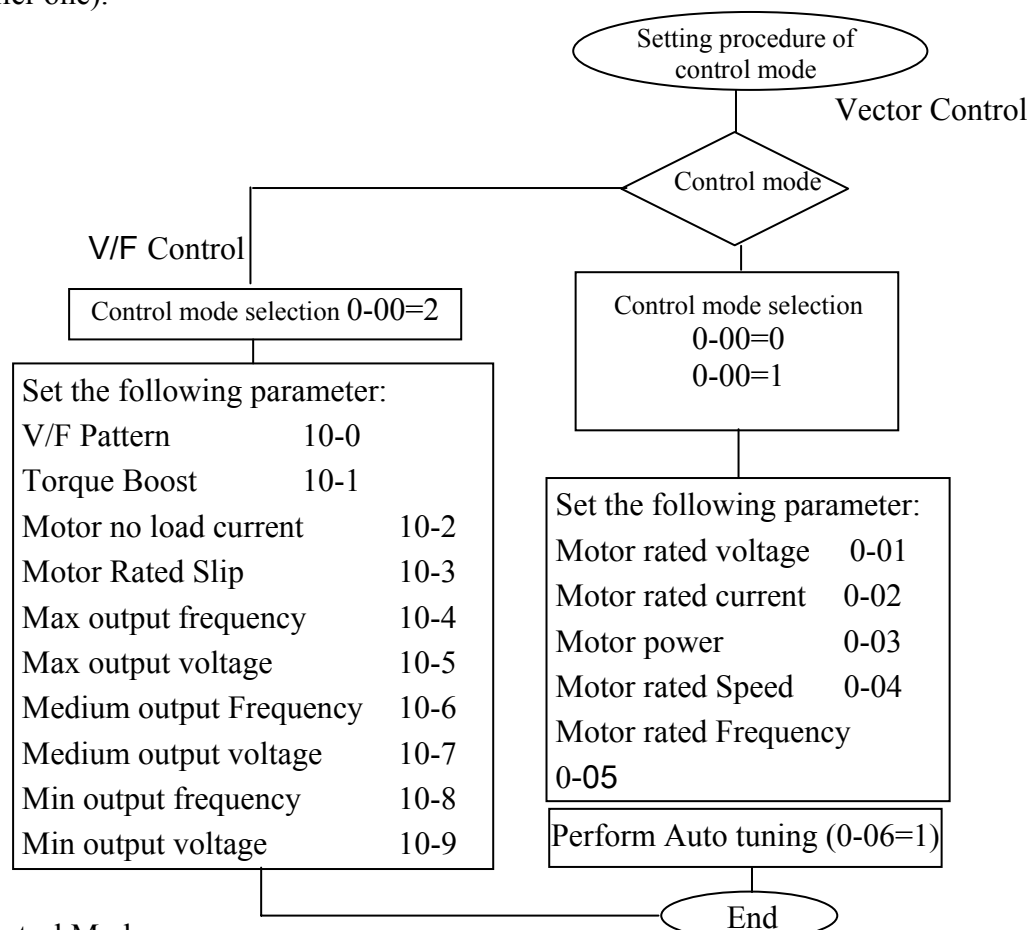 Setting procedure of
control mode
Vector Control
Control mode
V/F Control
Control mode selection 0-00=2
Control mode selection
0-00=0
0-00=1
Set the following parameter:
V/F Pattern 10-0
Torque Boost 10-1
Motor no load current 10-2
Motor Rated Slip 10-3
Max output frequency 10-4
Max output voltage 10-5
Medium output Frequency 10-6
Medium output voltage 10-7
Min output frequency 10-8
Min output voltage 10-9
Set the following parameter:
Motor rated voltage 0-01
Motor rated current 0-02
Motor power 0-03
Motor rated Speed 0-04
Motor rated Frequency
0-05
Perform Auto tuning (0-06=1)
End